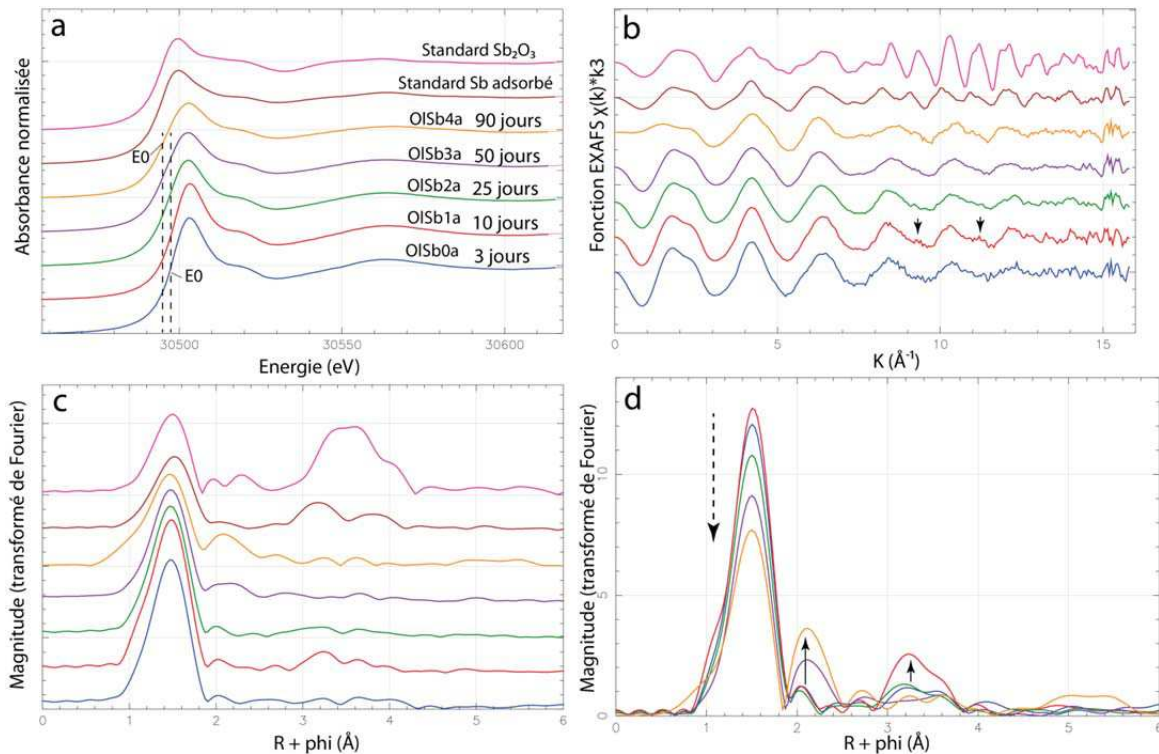 a
Absorbance normalisée
Standard Sb₂O₃
Standard Sb adsorbé
OlSb4a 90 jours
E0
OlSb3a 50 jours
OlSb2a 25 jours
OlSb1a 10 jours
OlSb0a 3 jours
E0
30500 30550 30600
Energie (eV)
b
Fonction EXAFS χ(k)*k3
0 5 10 15
K (Å⁻¹)
c
Magnitude (transformé de Fourier)
0 1 2 3 4 5 6
R + phi (Å)
d
Magnitude (transformé de Fourier)
10
5
0
0 1 2 3 4 5 6
R + phi (Å)